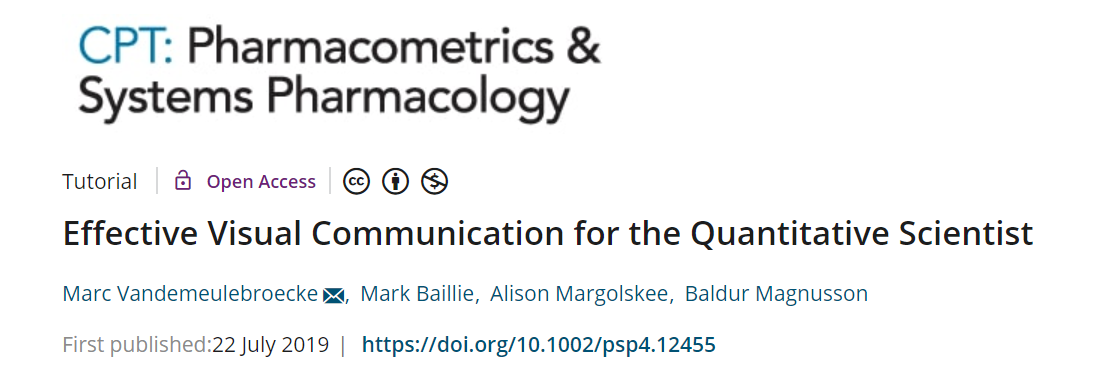 CPT: Pharmacometrics &
Systems Pharmacology
Tutorial | Open Access | cc
Effective Visual Communication for the Quantitative Scientist
Marc Vandemeulebroecke, Mark Baillie, Alison Margolskee, Baldur Magnusson
First published:22 July 2019 | https://doi.org/10.1002/psp4.12455